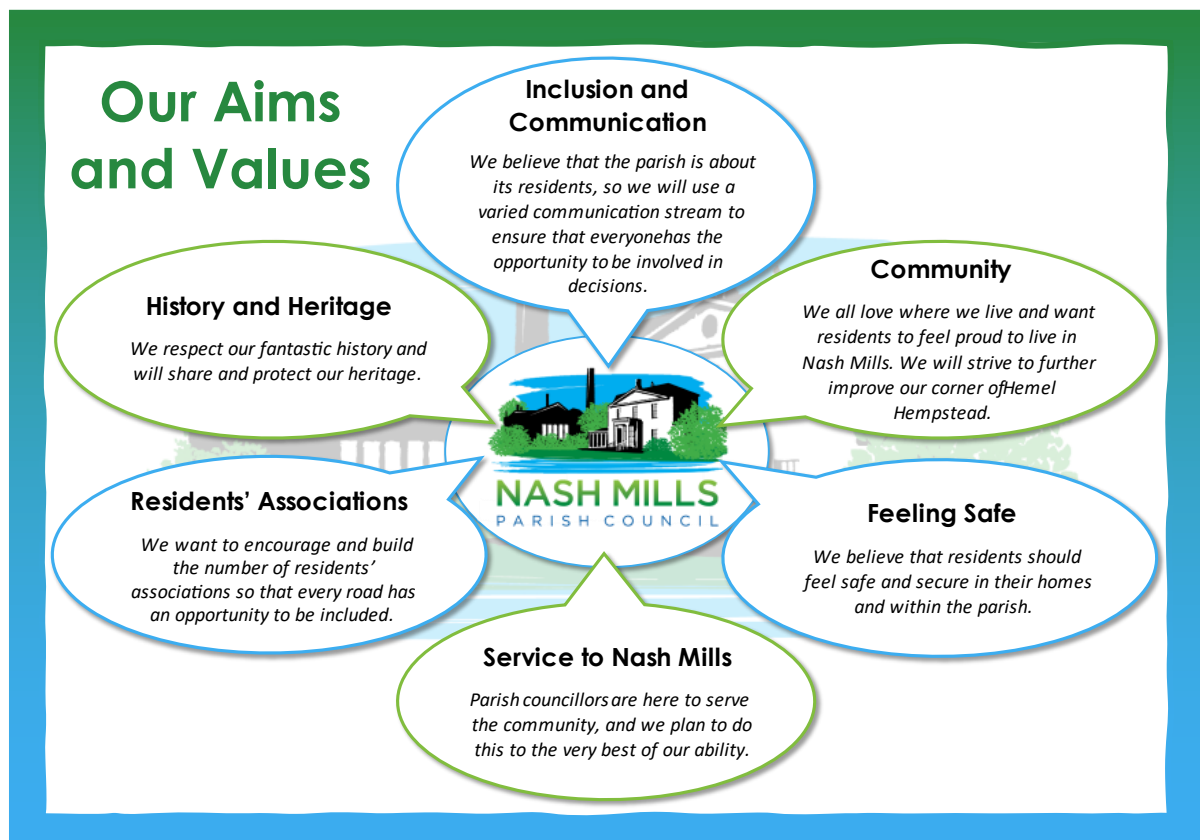 Our Aims
and Values
Inclusion and
Communication
We believe that the parish is about
its residents, so we will use a
varied communication stream to
ensure that everyonehas the
opportunity to be involved in
decisions.
History and Heritage
We respect our fantastic history and
will share and protect our heritage.
Community
We all love where we live and want
residents to feel proud to live in
Nash Mills. We will strive to further
improve our corner ofHemel
Hempstead.
NASH MILLS
PARISH COUNCIL
Residents’ Associations
We want to encourage and build
the number of residents’
associations so that every road has
an opportunity to be included.
Feeling Safe
We believe that residents should
feel safe and secure in their homes
and within the parish.
Service to Nash Mills
Parish councillors are here to serve
the community, and we plan to do
this to the very best of our ability.